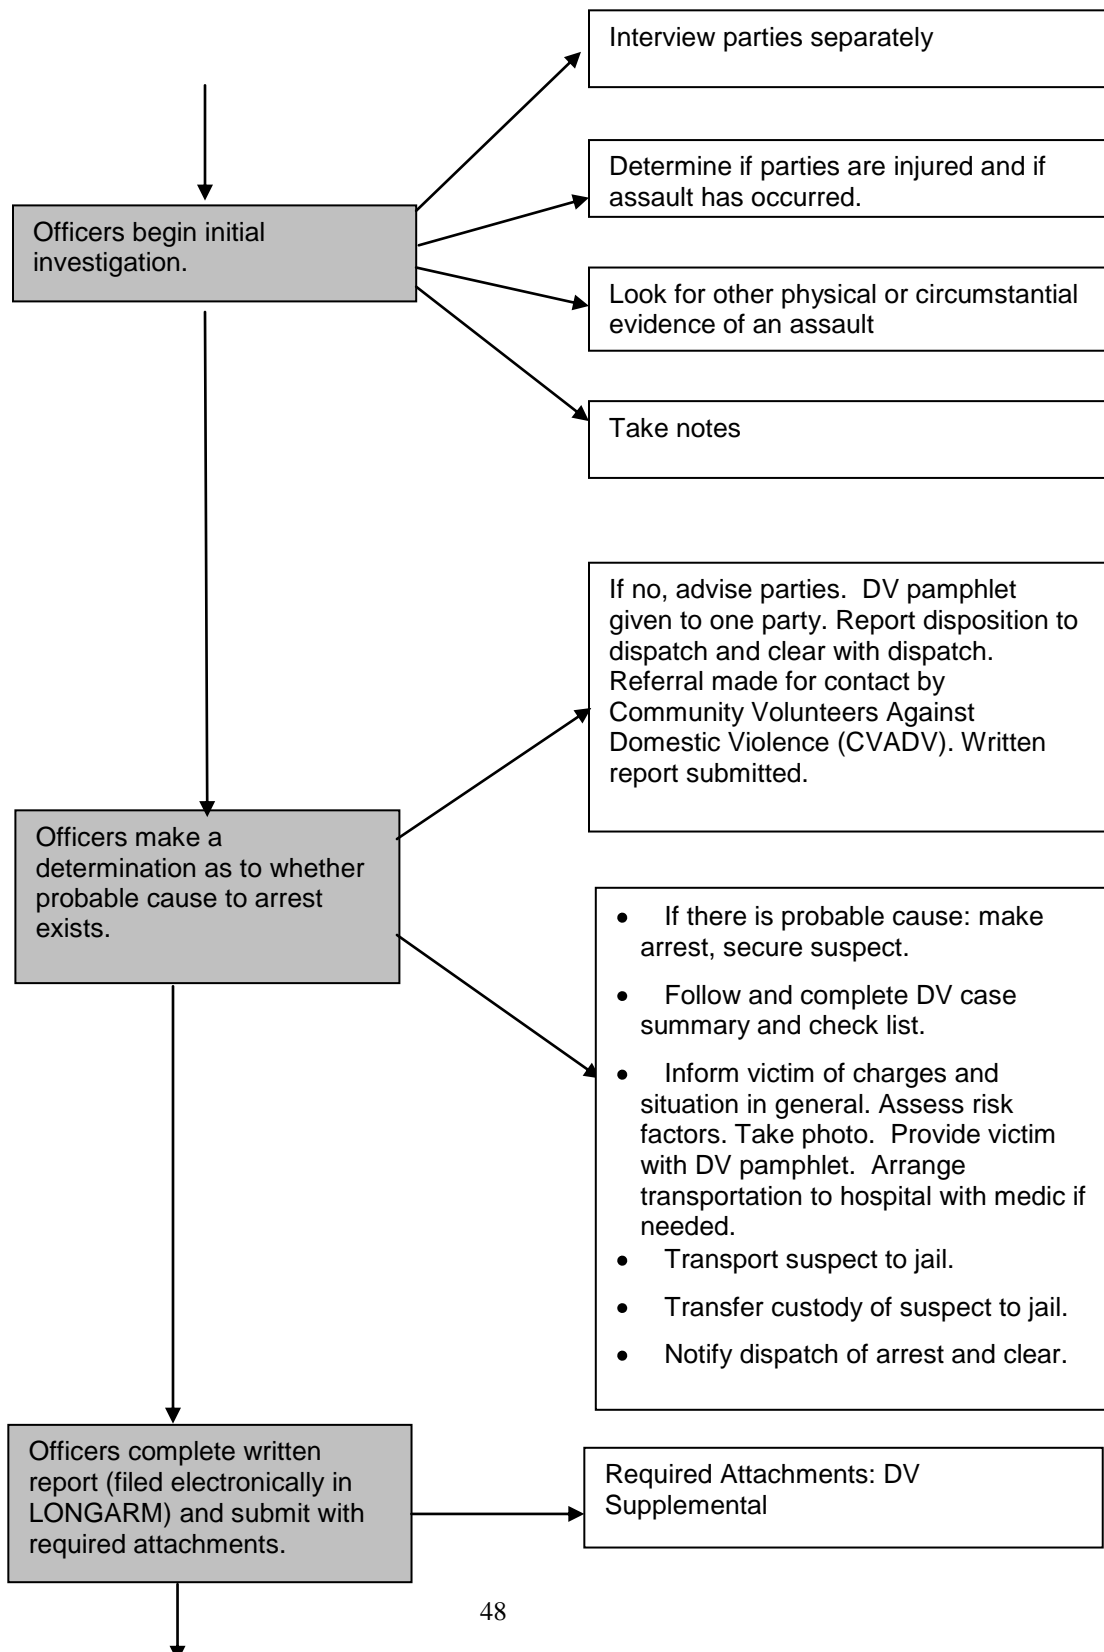 Interview parties separately
Determine if parties are injured and if
assault has occurred.
Officers begin initial
investigation.
Look for other physical or circumstantial
evidence of an assault
Take notes
If no, advise parties.  DV pamphlet
given to one party. Report disposition to
dispatch and clear with dispatch.
Referral made for contact by
Community Volunteers Against
Domestic Violence (CVADV). Written
report submitted.
Officers make a
determination as to whether
probable cause to arrest
exists.
• If there is probable cause: make
arrest, secure suspect.
• Follow and complete DV case
summary and check list.
• Inform victim of charges and
situation in general. Assess risk
factors. Take photo.  Provide victim
with DV pamphlet.  Arrange
transportation to hospital with medic if
needed.
• Transport suspect to jail.
• Transfer custody of suspect to jail.
• Notify dispatch of arrest and clear.
Officers complete written
report (filed electronically in
LONGARM) and submit with
required attachments.
Required Attachments: DV
Supplemental
48